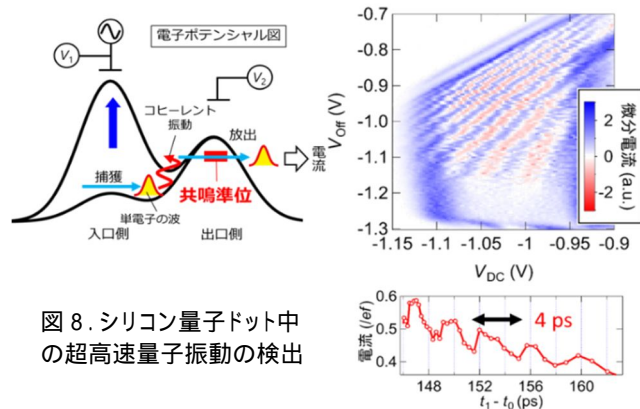 電子ポテンシャル図
V1
V2
コヒーレント
振動
放出
電流
捕獲
共鳴準位
単電子の波
入口側
出口側
図 8 . シリコン量子ドット中
の超高速量子振動の検出
-0.7
-0.8
-0.9
-1.0
-1.1
-1.2
-1.3
VOff (V)
-1.15
-1.1
-1.05
-1
-0.95
-0.9
VDC (V)
2
0
-2
微分電流 (a.u.)
電流 (/ef)
0.5
0.4
4 ps
148
152
156
160
t1 - t0 (ps)